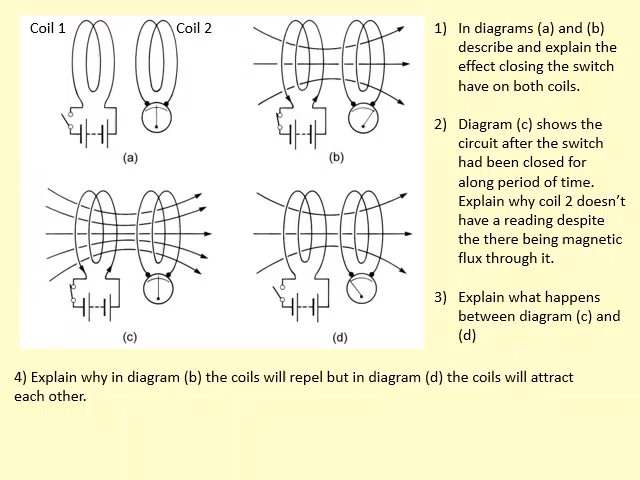 Coil 1
Coil 2
(a)
(b)
(c)
(d)
1) In diagrams (a) and (b)
describe and explain the
effect closing the switch
have on both coils.
2) Diagram (c) shows the
circuit after the switch
had been closed for
along period of time.
Explain why coil 2 doesn’t
have a reading despite
the there being magnetic
flux through it.
3) Explain what happens
between diagram (c) and
(d)
4) Explain why in diagram (b) the coils will repel but in diagram (d) the coils will attract
each other.